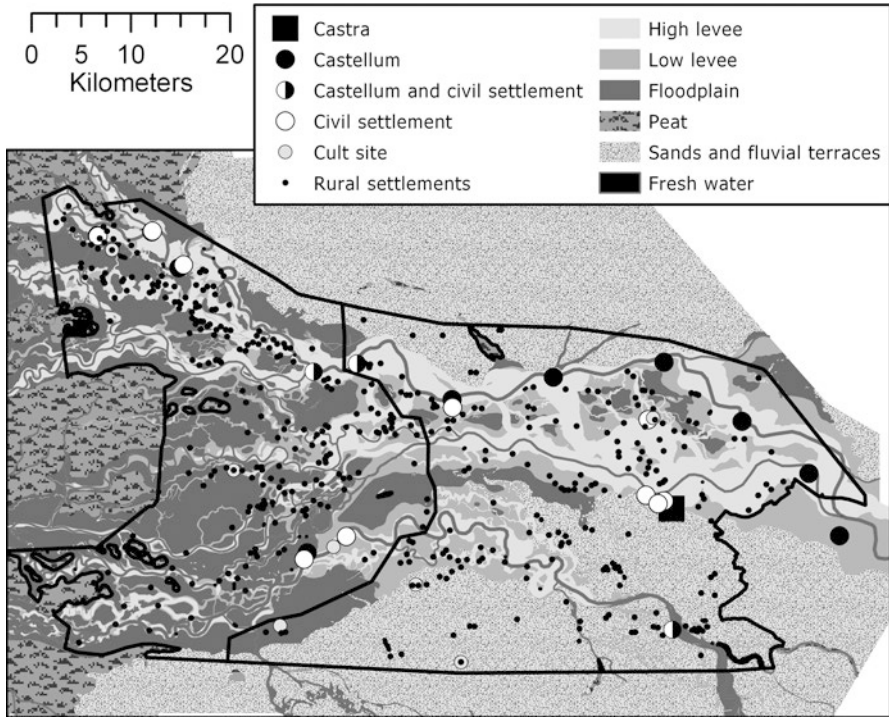 0 5 10 20
Kilometers
Castra
Castellum
Castellum and civil settlement
Civil settlement
Cult site
Rural settlements
High levee
Low levee
Floodplain
Peat
Sands and fluvial terraces
Fresh water